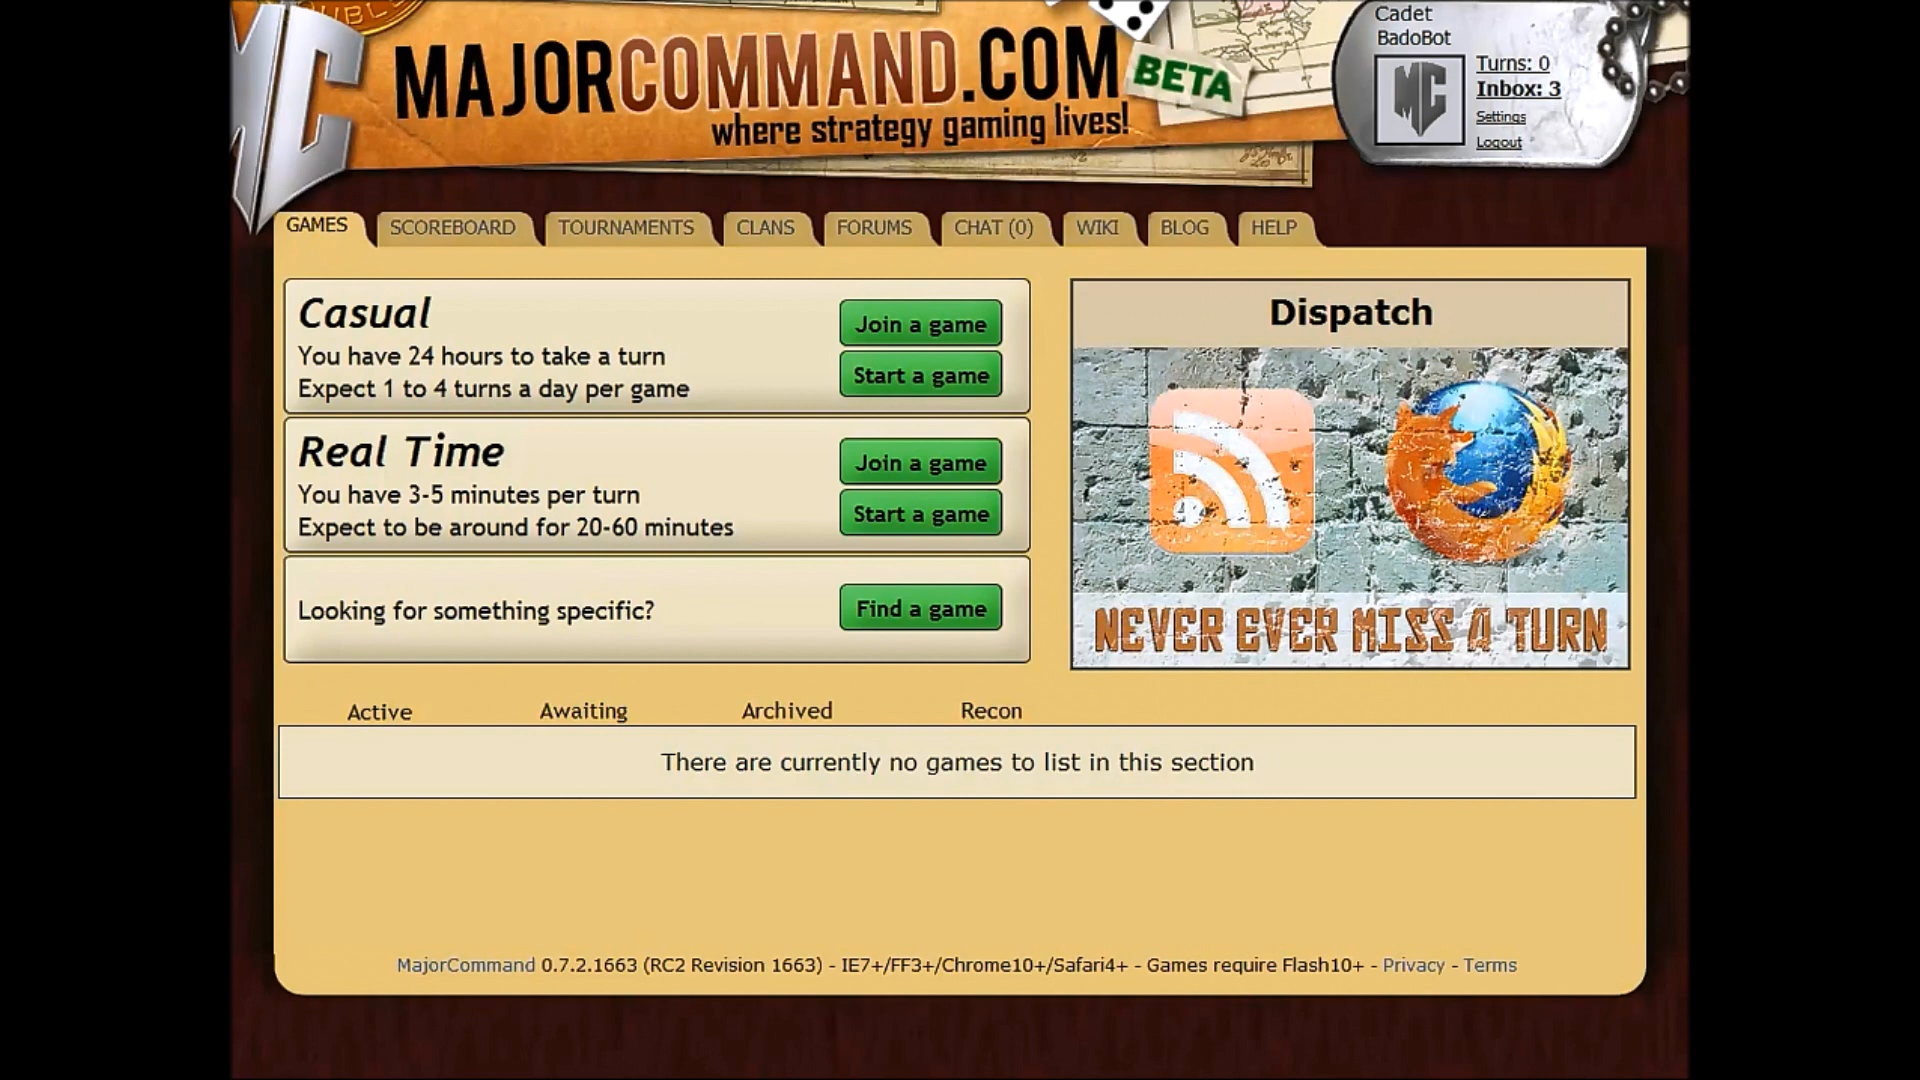 Cadet
BadoBot
MAJORCOMMAND.COM
BETA
where strategy gaming lives!
MC
Turns: 0
Inbox: 3
Settings
Logout
GAMES
SCOREBOARD
TOURNAMENTS
CLANS
FORUMS
CHAT (0)
WIKI
BLOG
HELP
Casual
You have 24 hours to take a turn
Expect 1 to 4 turns a day per game
Join a game
Start a game
Real Time
You have 3-5 minutes per turn
Expect to be around for 20-60 minutes
Join a game
Start a game
Looking for something specific?
Find a game
Dispatch
NEVER EVER MISS A TURN
Active
Awaiting
Archived
Recon
There are currently no games to list in this section
MajorCommand 0.7.2.1663 (RC2 Revision 1663) - IE7+/FF3+/Chrome10+/Safari4+ - Games require Flash10+ - Privacy - Terms